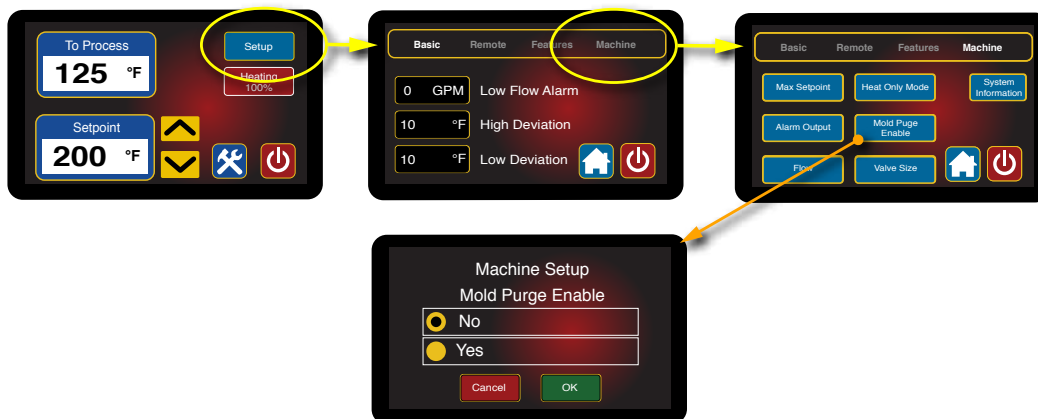 To Process
125 °F
Setpoint
200 °F
Setup
Heating
100%
Basic Remote Features Machine
0 GPM Low Flow Alarm
10 °F High Deviation
10 °F Low Deviation
Basic Remote Features Machine
Max Setpoint Heat Only Mode System
Information
Alarm Output Mold Puge
Enable
Flow Valve Size
Machine Setup
Mold Purge Enable
No
Yes
Cancel OK